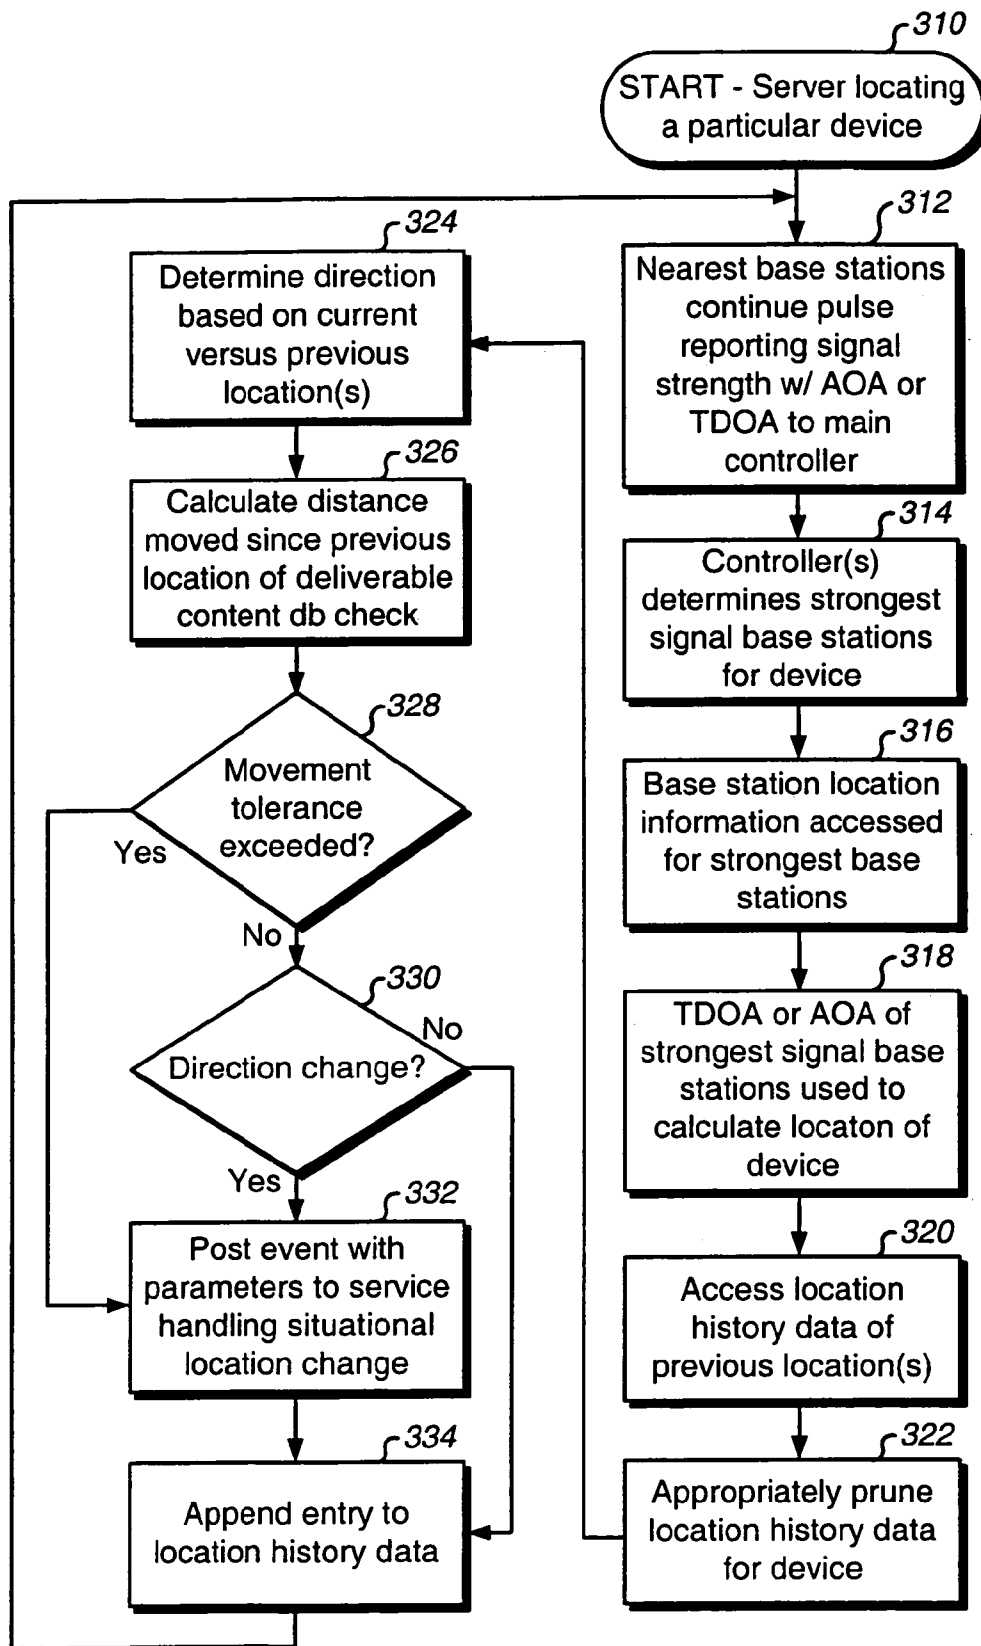 310
START - Server locating
a particular device
312
Nearest base stations
continue pulse
reporting signal
strength w/ AOA or
TDOA to main
controller
314
Controller(s)
determines strongest
signal base stations
for device
316
Base station location
information accessed
for strongest base
stations
318
TDOA or AOA of
strongest signal base
stations used to
calculate locaton of
device
320
Access location
history data of
previous location(s)
322
Appropriately prune
location history data
for device
324
Determine direction
based on current
versus previous
location(s)
326
Calculate distance
moved since previous
location of deliverable
content db check
328
Movement
tolerance
exceeded?
Yes
No
330
No
Direction change?
Yes
332
Post event with
parameters to service
handling situational
location change
334
Append entry to
location history data